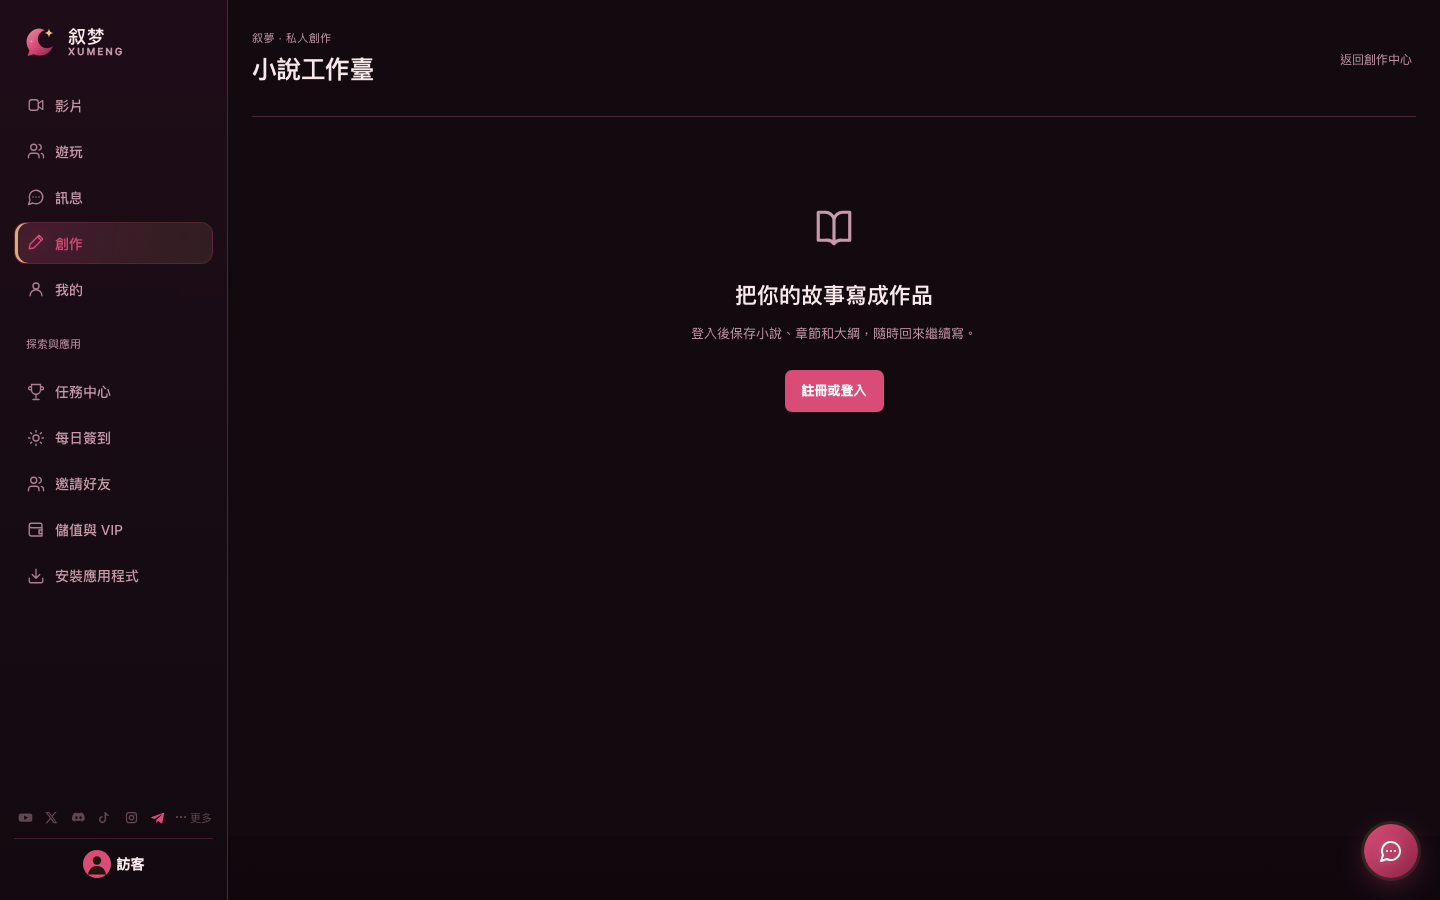 叙梦
XUMENG
影片
遊玩
訊息
創作
我的
探索與應用
任務中心
每日簽到
邀請好友
儲值與 VIP
安裝應用程式
更多
訪客
叙夢 · 私人創作
小說工作臺
返回創作中心
把你的故事寫成作品
登入後保存小說、章節和大綱，隨時回來繼續寫。
註冊或登入